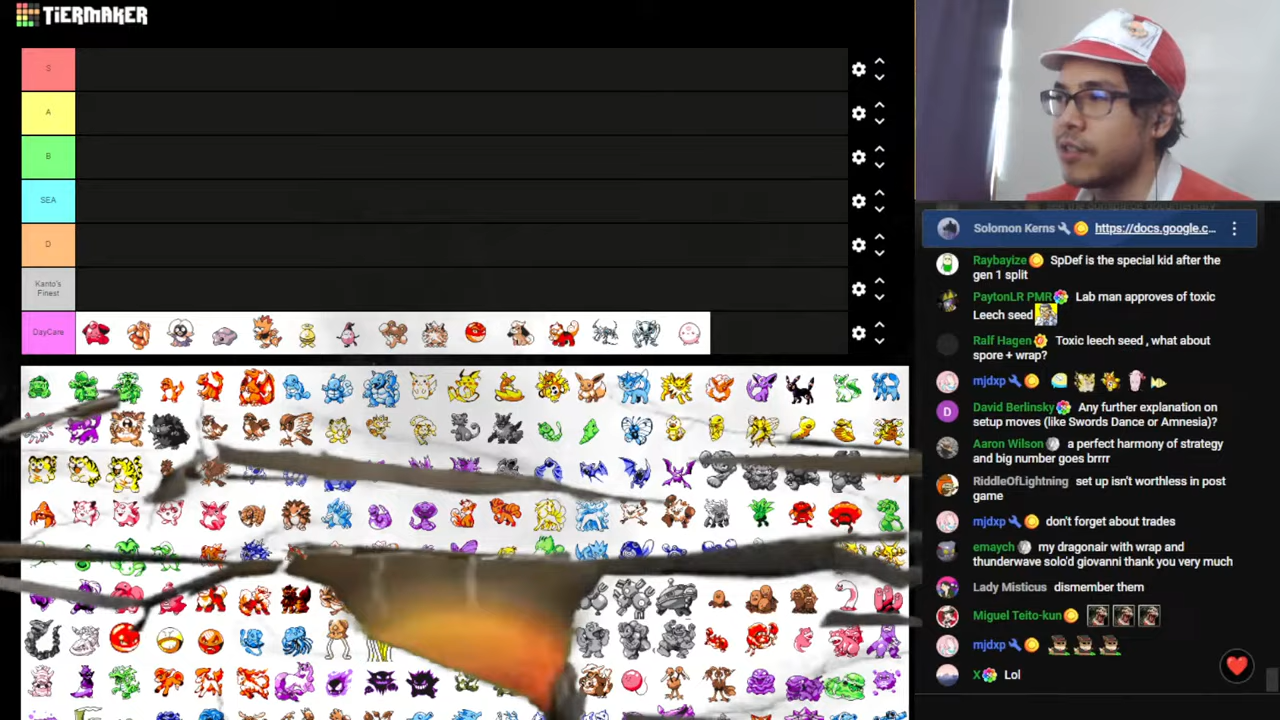 TiERMAKER
S
A
B
SEA
D
Kanto's
Finest
DayCare
Solomon Kerns https://docs.google.c...
Raybayize SpDef is the special kid after the
gen 1 split
PaytonLR PMR Lab man approves of toxic
Leech seed
Ralf Hagen Toxic leech seed , what about
spore + wrap?
mjdxp
D David Berlinsky Any further explanation on
setup moves (like Swords Dance or Amnesia)?
Aaron Wilson a perfect harmony of strategy
and big number goes brrrr
RiddleOfLightning set up isn't worthless in post
game
mjdxp don't forget about trades
emaych my dragonair with wrap and
thunderwave solo'd giovanni thank you very much
Lady Misticus dismember them
Miguel Teito-kun
mjdxp
X Lol